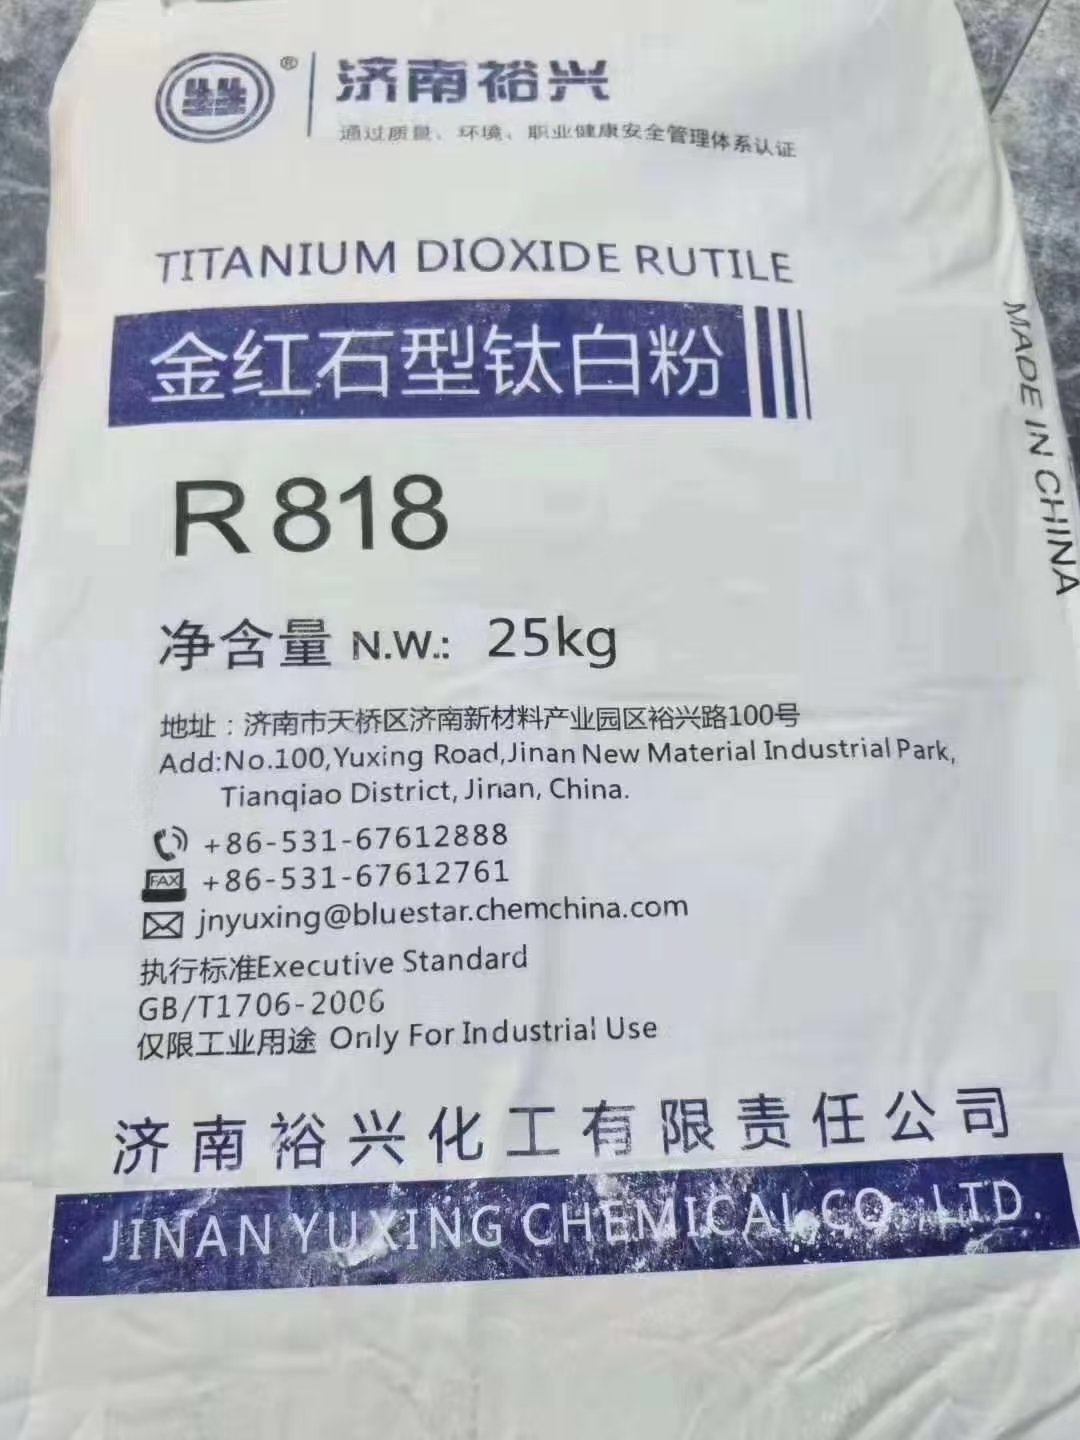 ® 济南裕兴
通过质量、环境、职业健康安全管理体系认证
TITANIUM DIOXIDE RUTILE
金红石型钛白粉
MADE IN CHINA
R818
净含量 N.W.: 25kg
地址：济南市天桥区济南新材料产业园区裕兴路100号
Add:No.100,Yuxing Road,Jinan New Material Industrial Park,
Tianqiao District, Jinan, China.
+86-531-67612888
FAX +86-531-67612761
jnyuxing@bluestar.chemchina.com
执行标准Executive Standard
GB/T1706-2006
仅限工业用途 Only For Industrial Use
济南裕兴化工有限责任公司
JINAN YUXING CHEMICAL CO.,LTD.